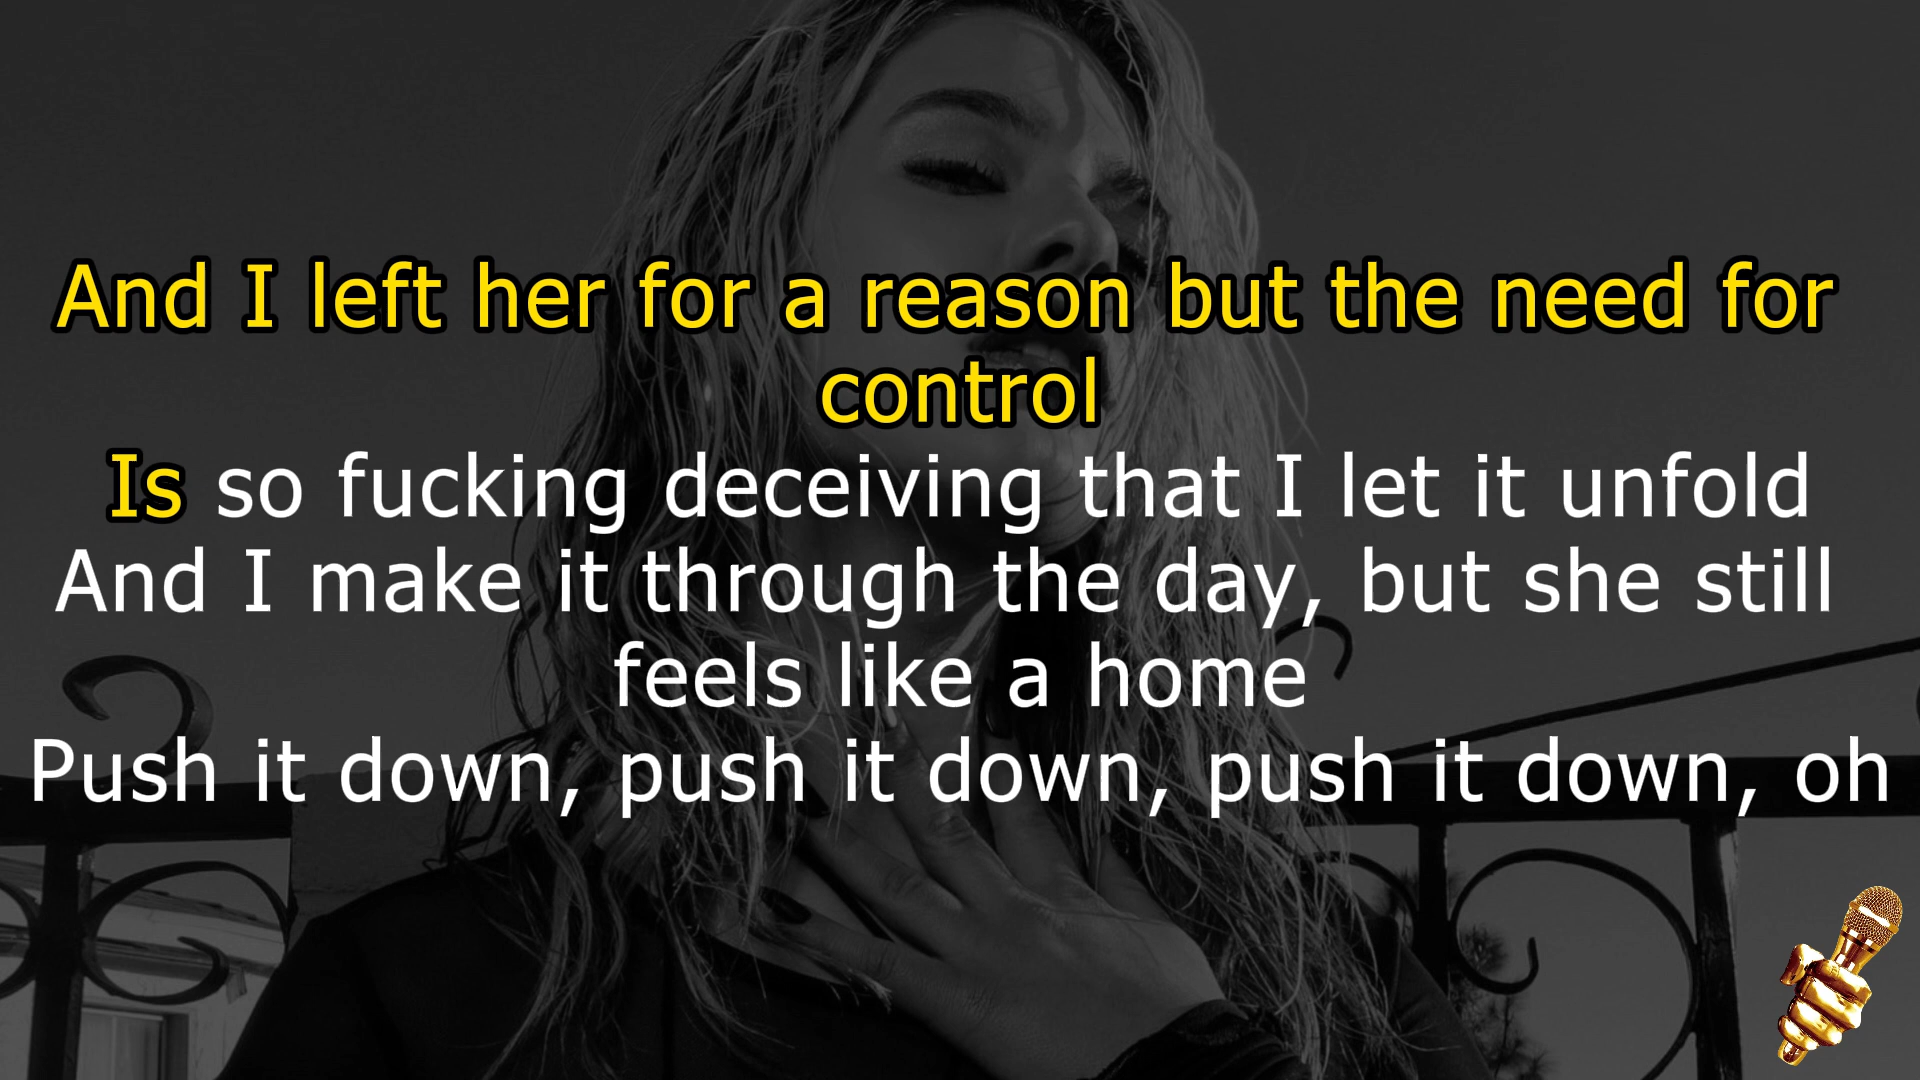 And I left her for a reason but the need for
control
Is so fucking deceiving that I let it unfold
And I make it through the day, but she still
feels like a home
Push it down, push it down, push it down, oh